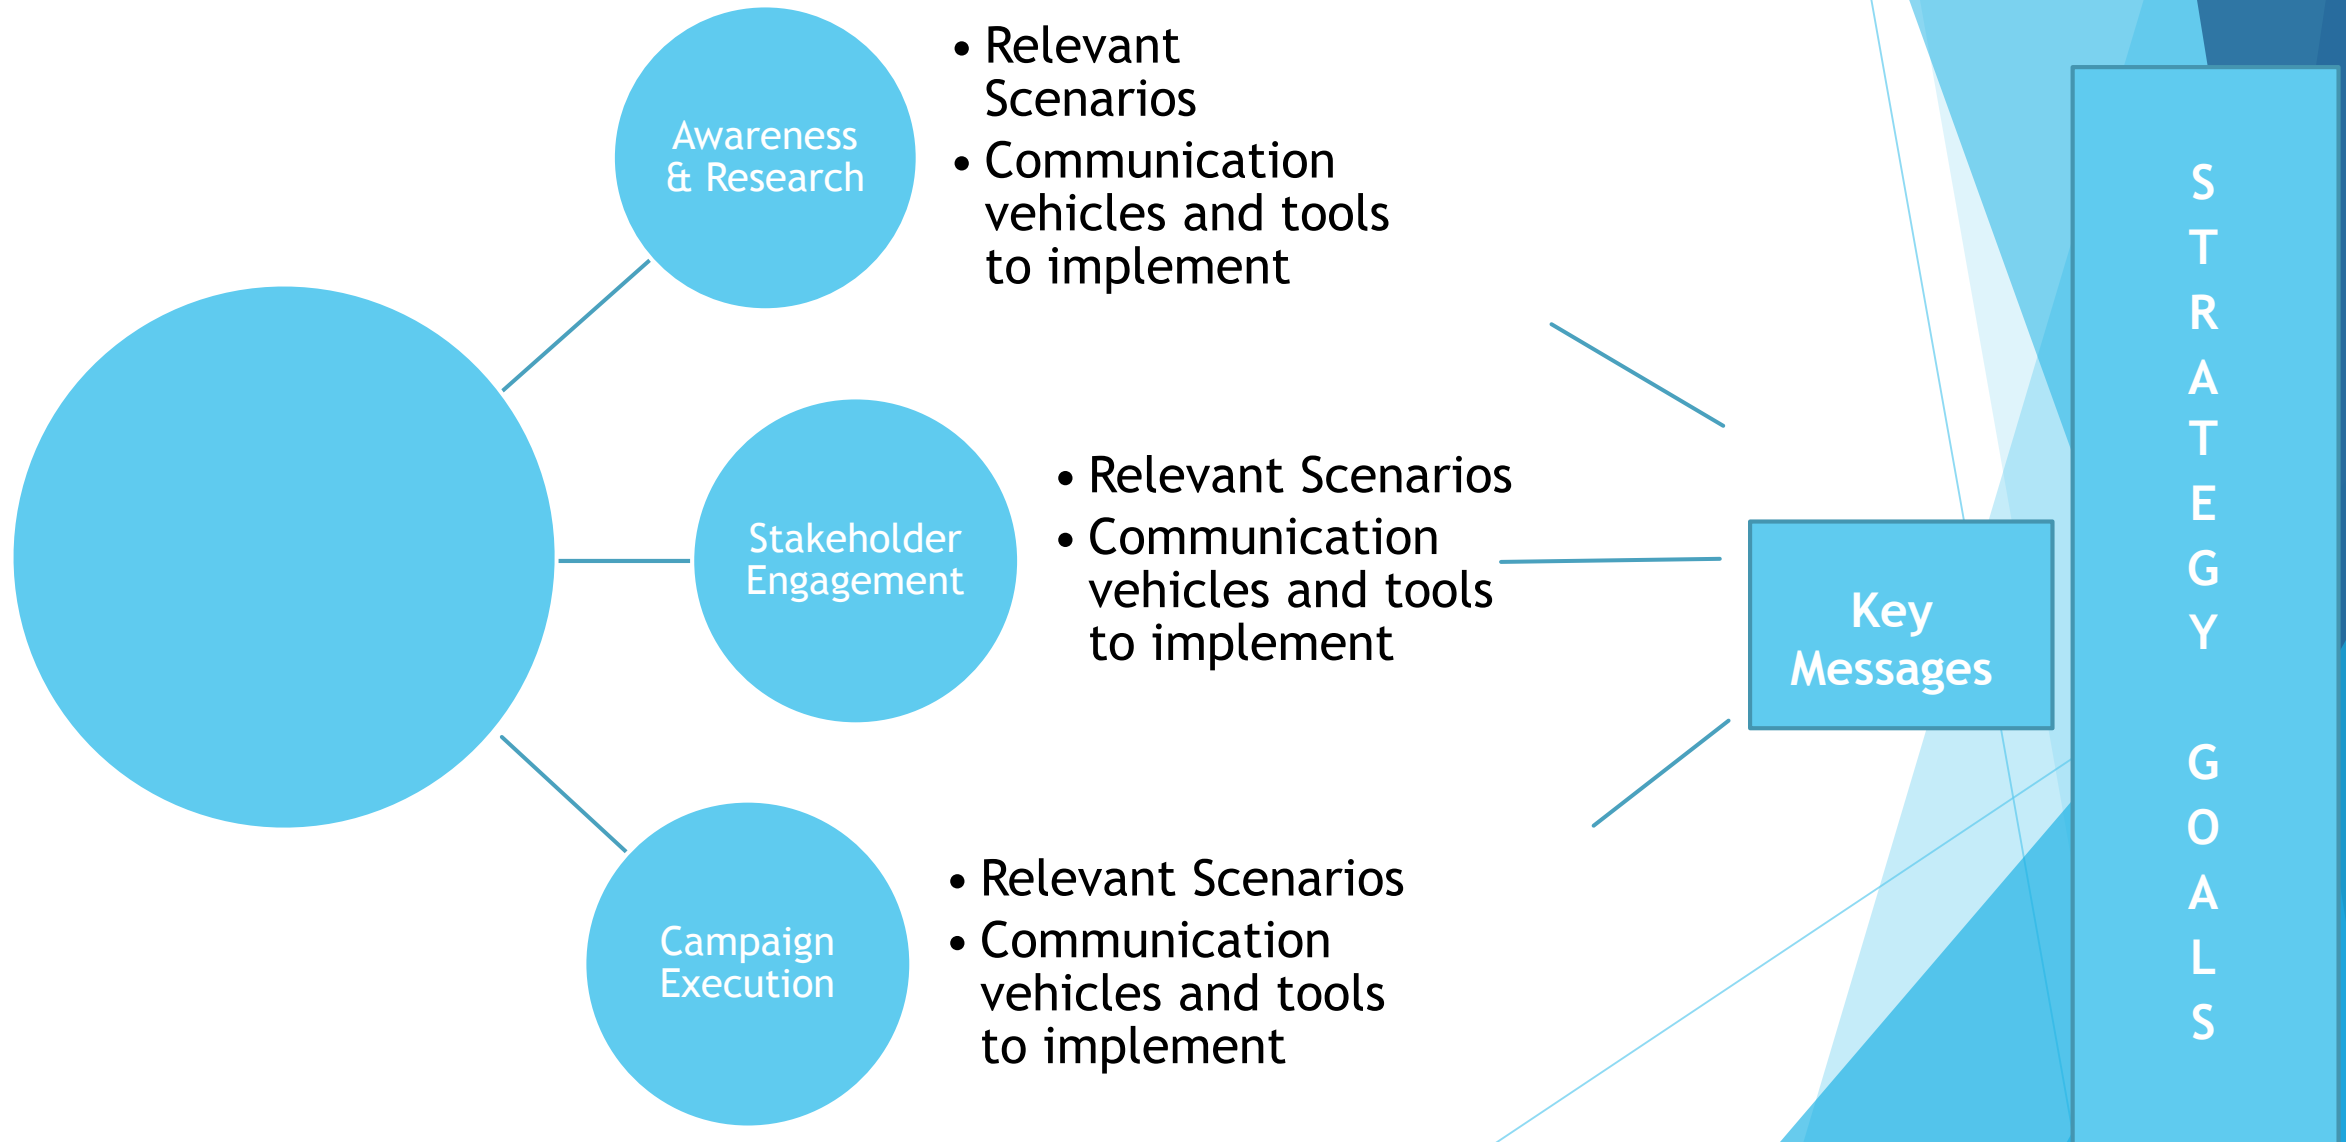 Awareness
& Research
• Relevant
Scenarios
• Communication
vehicles and tools
to implement
Stakeholder
Engagement
• Relevant Scenarios
• Communication
vehicles and tools
to implement
Campaign
Execution
• Relevant Scenarios
• Communication
vehicles and tools
to implement
Key
Messages
S
T
R
A
T
E
G
Y
G
O
A
L
S